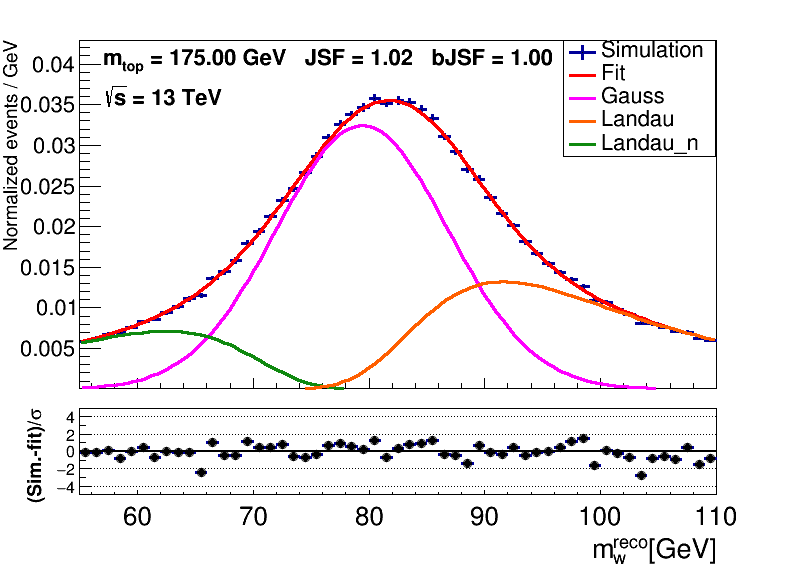 m_top = 175.00 GeV JSF = 1.02 bJSF = 1.00
√s = 13 TeV
Simulation
Fit
Gauss
Landau
Landau_n
Normalized events / GeV
0.04
0.035
0.03
0.025
0.02
0.015
0.01
0.005
(Sim.-fit)/σ
4
2
0
−2
−4
60 70 80 90 100 110
m_w^reco[GeV]